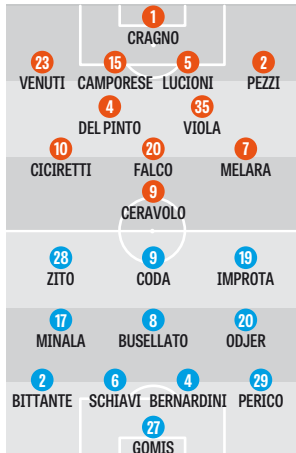 1
CRAGNO
23 15 5 2
VENUTI CAMPORESE LUCIONI PEZZI
4 35
DEL PINTO VIOLA
10 20 7
CICIRETTI FALCO MELARA
9
CERAVOLO
28 9 19
ZITO CODA IMPROTA
17 8 20
MINALA BUSELLATO ODJER
2 6 4 29
BITTANTE SCHIAVI BERNARDINI PERICO
27
GOMIS